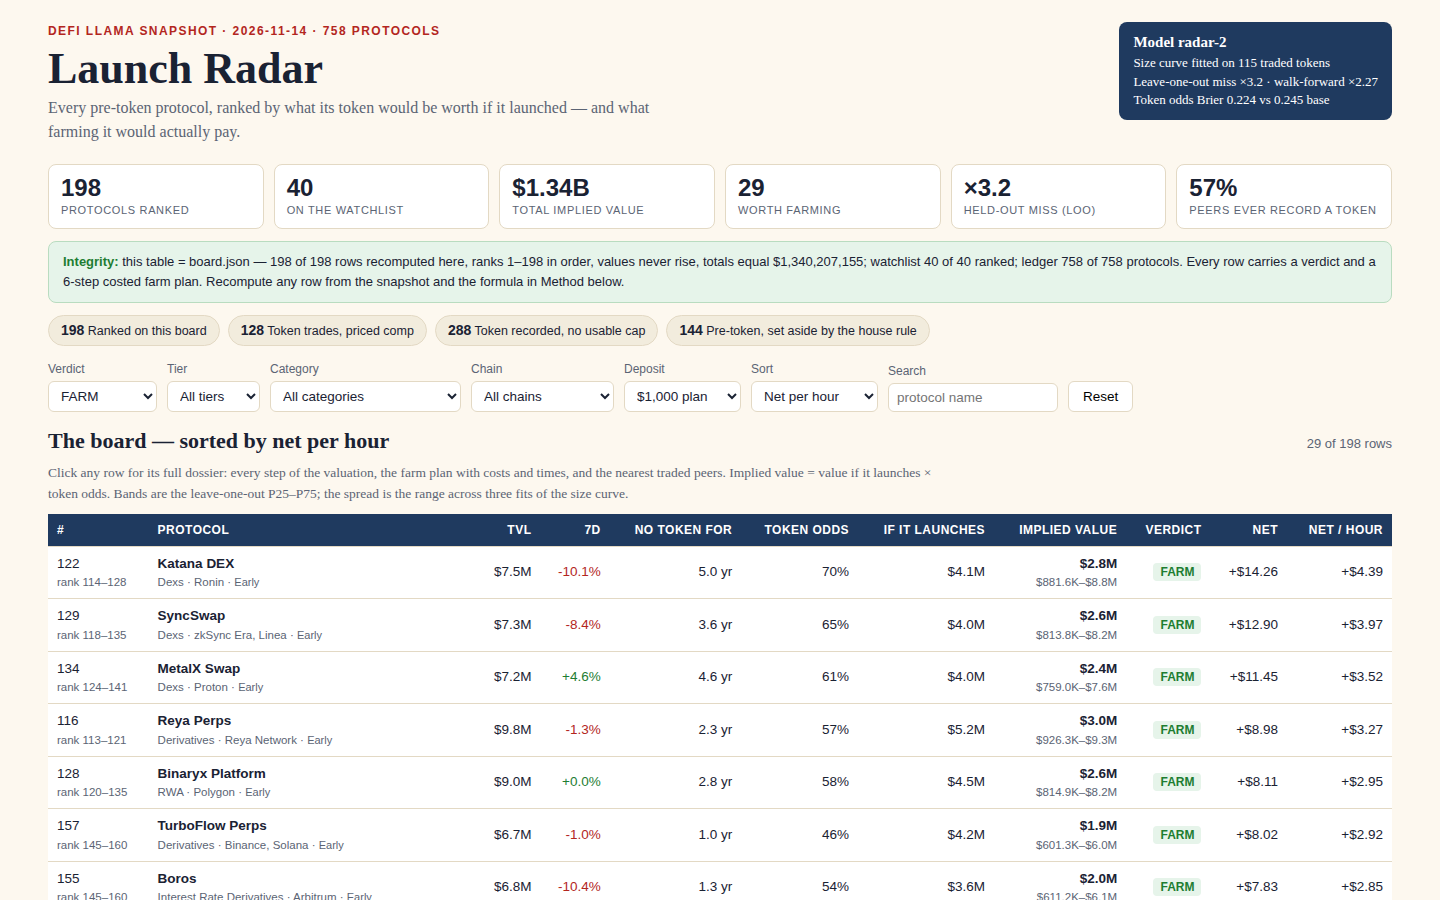 DEFI LLAMA SNAPSHOT · 2026-11-14 · 758 PROTOCOLS
Launch Radar
Every pre-token protocol, ranked by what its token would be worth if it launched — and what
farming it would actually pay.
Model radar-2
Size curve fitted on 115 traded tokens
Leave-one-out miss ×3.2 · walk-forward ×2.27
Token odds Brier 0.224 vs 0.245 base
198
PROTOCOLS RANKED
40
ON THE WATCHLIST
$1.34B
TOTAL IMPLIED VALUE
29
WORTH FARMING
×3.2
HELD-OUT MISS (LOO)
57%
PEERS EVER RECORD A TOKEN
Integrity: this table = board.json — 198 of 198 rows recomputed here, ranks 1–198 in order, values never rise, totals equal $1,340,207,155; watchlist 40 of 40 ranked; ledger 758 of 758 protocols. Every row carries a verdict and a
6-step costed farm plan. Recompute any row from the snapshot and the formula in Method below.
198 Ranked on this board
128 Token trades, priced comp
288 Token recorded, no usable cap
144 Pre-token, set aside by the house rule
Verdict Tier Category Chain Deposit Sort Search
FARM All tiers All categories All chains $1,000 plan Net per hour protocol name Reset
The board — sorted by net per hour
29 of 198 rows
Click any row for its full dossier: every step of the valuation, the farm plan with costs and times, and the nearest traded peers. Implied value = value if it launches ×
token odds. Bands are the leave-one-out P25–P75; the spread is the range across three fits of the size curve.
# PROTOCOL TVL 7D NO TOKEN FOR TOKEN ODDS IF IT LAUNCHES IMPLIED VALUE VERDICT NET NET / HOUR
122 Katana DEX $7.5M -10.1% 5.0 yr 70% $4.1M $2.8M FARM +$14.26 +$4.39
rank 114–128 Dexs · Ronin · Early $881.6K–$8.8M
129 SyncSwap $7.3M -8.4% 3.6 yr 65% $4.0M $2.6M FARM +$12.90 +$3.97
rank 118–135 Dexs · zkSync Era, Linea · Early $813.8K–$8.2M
134 MetalX Swap $7.2M +4.6% 4.6 yr 61% $4.0M $2.4M FARM +$11.45 +$3.52
rank 124–141 Dexs · Proton · Early $759.0K–$7.6M
116 Reya Perps $9.8M -1.3% 2.3 yr 57% $5.2M $3.0M FARM +$8.98 +$3.27
rank 113–121 Derivatives · Reya Network · Early $926.3K–$9.3M
128 Binaryx Platform $9.0M +0.0% 2.8 yr 58% $4.5M $2.6M FARM +$8.11 +$2.95
rank 120–135 RWA · Polygon · Early $814.9K–$8.2M
157 TurboFlow Perps $6.7M -1.0% 1.0 yr 46% $4.2M $1.9M FARM +$8.02 +$2.92
rank 145–160 Derivatives · Binance, Solana · Early $601.3K–$6.0M
155 Boros $6.8M -10.4% 1.3 yr 54% $3.6M $2.0M FARM +$7.83 +$2.85
rank 145–160 Interest Rate Derivatives · Arbitrum · Early $611.2K–$6.1M